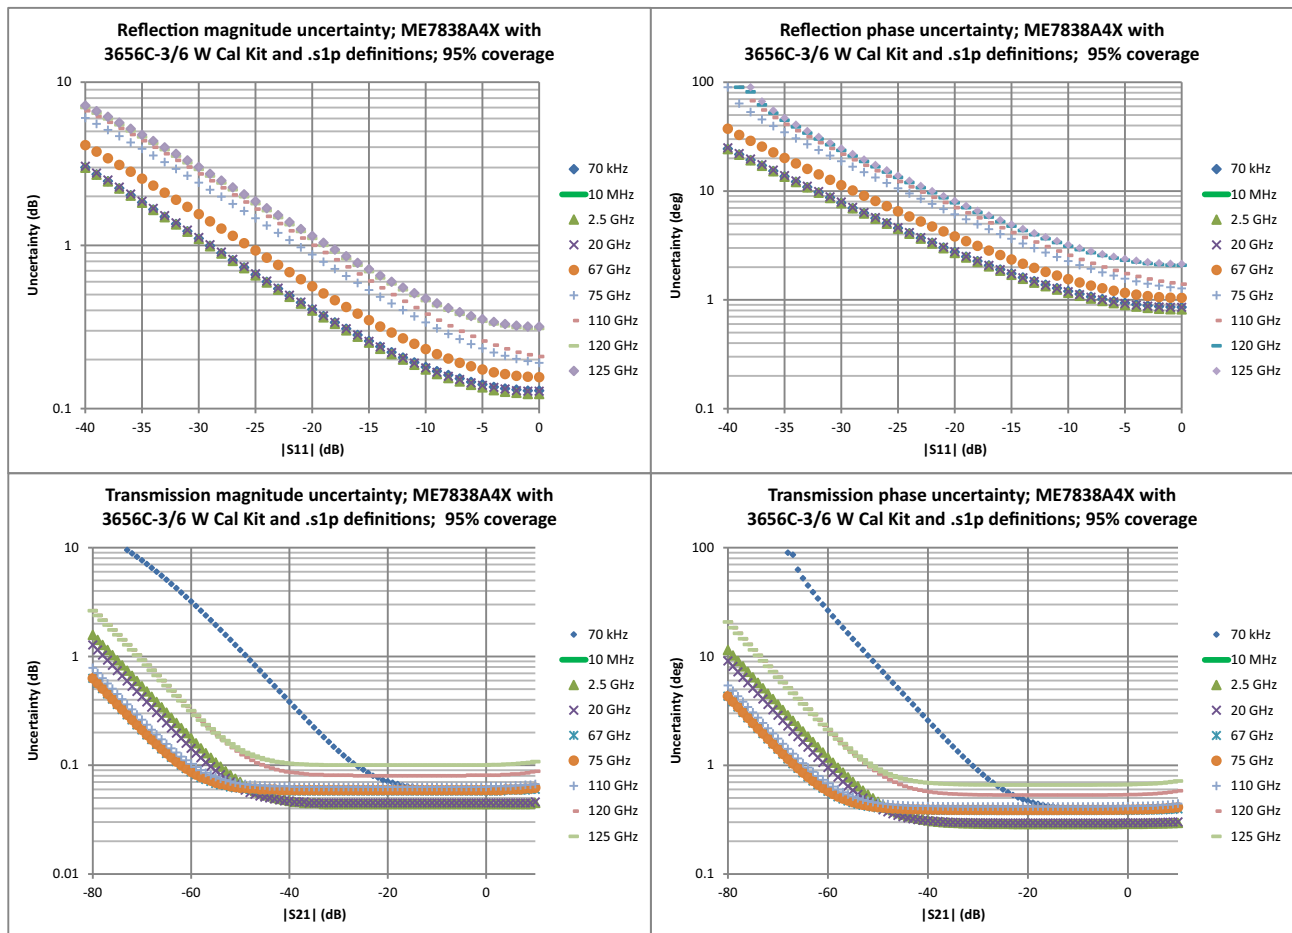 Reflection magnitude uncertainty; ME7838A4X with
3656C-3/6 W Cal Kit and .s1p definitions; 95% coverage
10
1
0.1
Uncertainty (dB)
-40 -35 -30 -25 -20 -15 -10 -5 0
|S11| (dB)
70 kHz
10 MHz
2.5 GHz
20 GHz
67 GHz
75 GHz
110 GHz
120 GHz
125 GHz
Reflection phase uncertainty; ME7838A4X with
3656C-3/6 W Cal Kit and .s1p definitions; 95% coverage
100
10
1
0.1
Uncertainty (deg)
-40 -35 -30 -25 -20 -15 -10 -5 0
|S11| (dB)
70 kHz
10 MHz
2.5 GHz
20 GHz
67 GHz
75 GHz
110 GHz
120 GHz
125 GHz
Transmission magnitude uncertainty; ME7838A4X with
3656C-3/6 W Cal Kit and .s1p definitions; 95% coverage
10
1
0.1
0.01
Uncertainty (dB)
-80 -60 -40 -20 0
|S21| (dB)
70 kHz
10 MHz
2.5 GHz
20 GHz
67 GHz
75 GHz
110 GHz
120 GHz
125 GHz
Transmission phase uncertainty; ME7838A4X with
3656C-3/6 W Cal Kit and .s1p definitions; 95% coverage
100
10
1
0.1
Uncertainty (deg)
-80 -60 -40 -20 0
|S21| (dB)
70 kHz
10 MHz
2.5 GHz
20 GHz
67 GHz
75 GHz
110 GHz
120 GHz
125 GHz